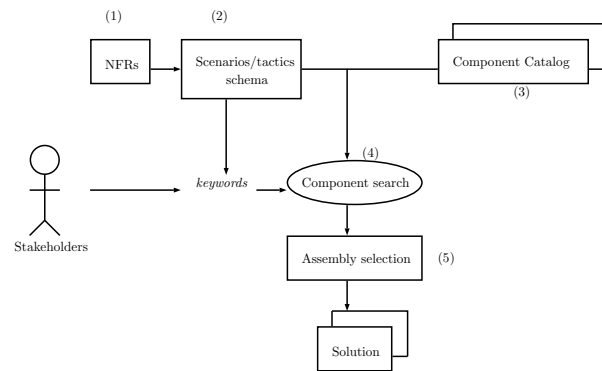 (1)
(2)
NFRs
Scenarios/tactics
schema
Component Catalog
(3)
(4)
keywords
Component search
Stakeholders
Assembly selection
(5)
Solution